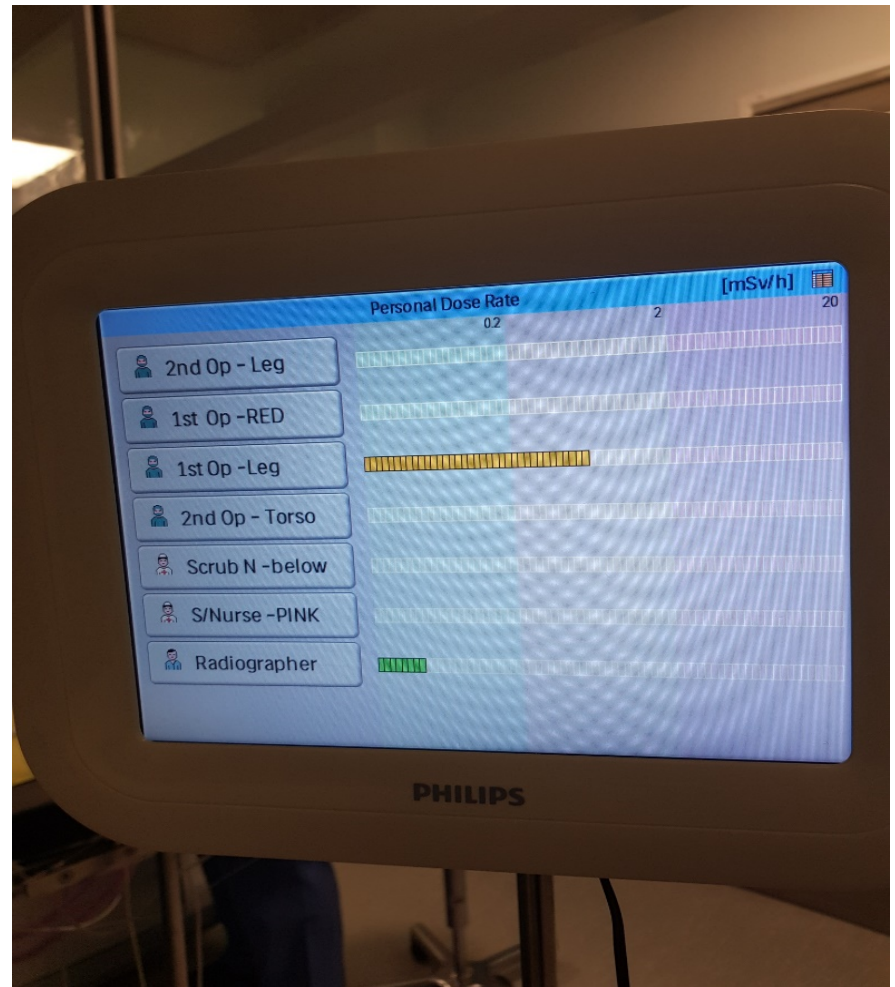 Personal Dose Rate [mSv/h]
0.2 2 20
2nd Op - Leg
1st Op -RED
1st Op -Leg
2nd Op - Torso
Scrub N -below
S/Nurse -PINK
Radiographer
PHILIPS